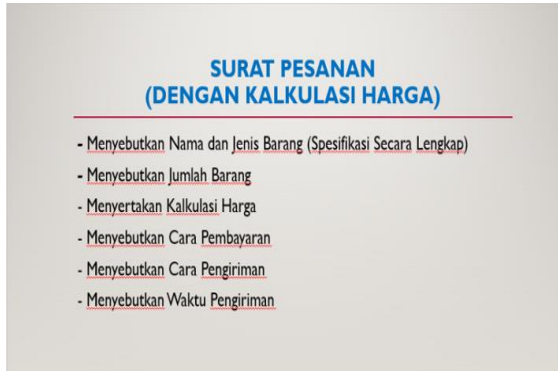 SURAT PESANAN
(DENGAN KALKULASI HARGA)
- Menyebutkan Nama dan Jenis Barang (Spesifikasi Secara Lengkap)
- Menyebutkan Jumlah Barang
- Menyertakan Kalkulasi Harga
- Menyebutkan Cara Pembayaran
- Menyebutkan Cara Pengiriman
- Menyebutkan Waktu Pengiriman